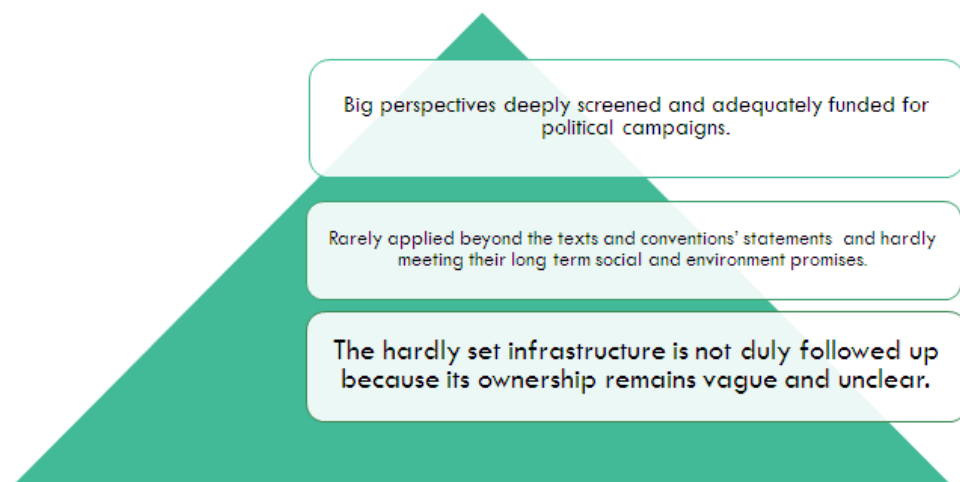 Big perspectives deeply screened and adequately funded for
political campaigns.
Rarely applied beyond the texts and conventions' statements and hardly
meeting their long term social and environment promises.
The hardly set infrastructure is not duly followed up
because its ownership remains vague and unclear.